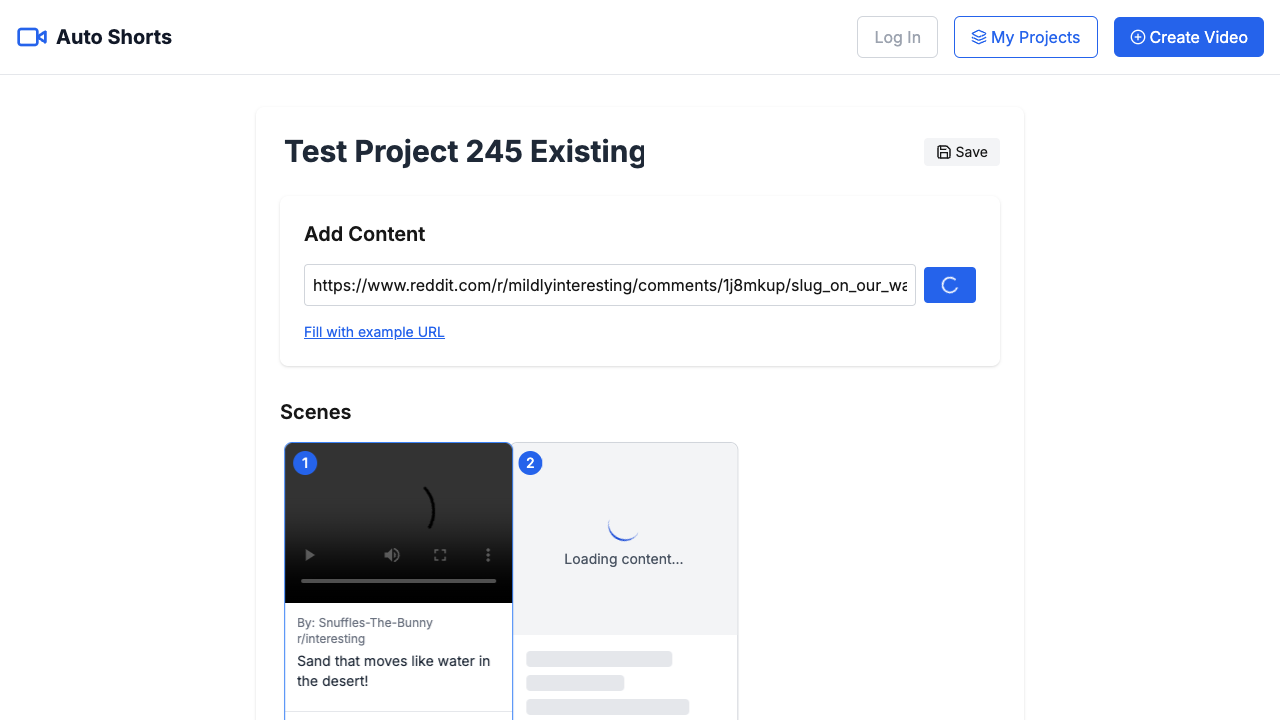 Auto Shorts
Log In
My Projects
Create Video
Test Project 245 Existing
Save
Add Content
https://www.reddit.com/r/mildlyinteresting/comments/1j8mkup/slug_on_our_wa
Fill with example URL
Scenes
1
2
Loading content...
By: Snuffles-The-Bunny
r/interesting
Sand that moves like water in
the desert!